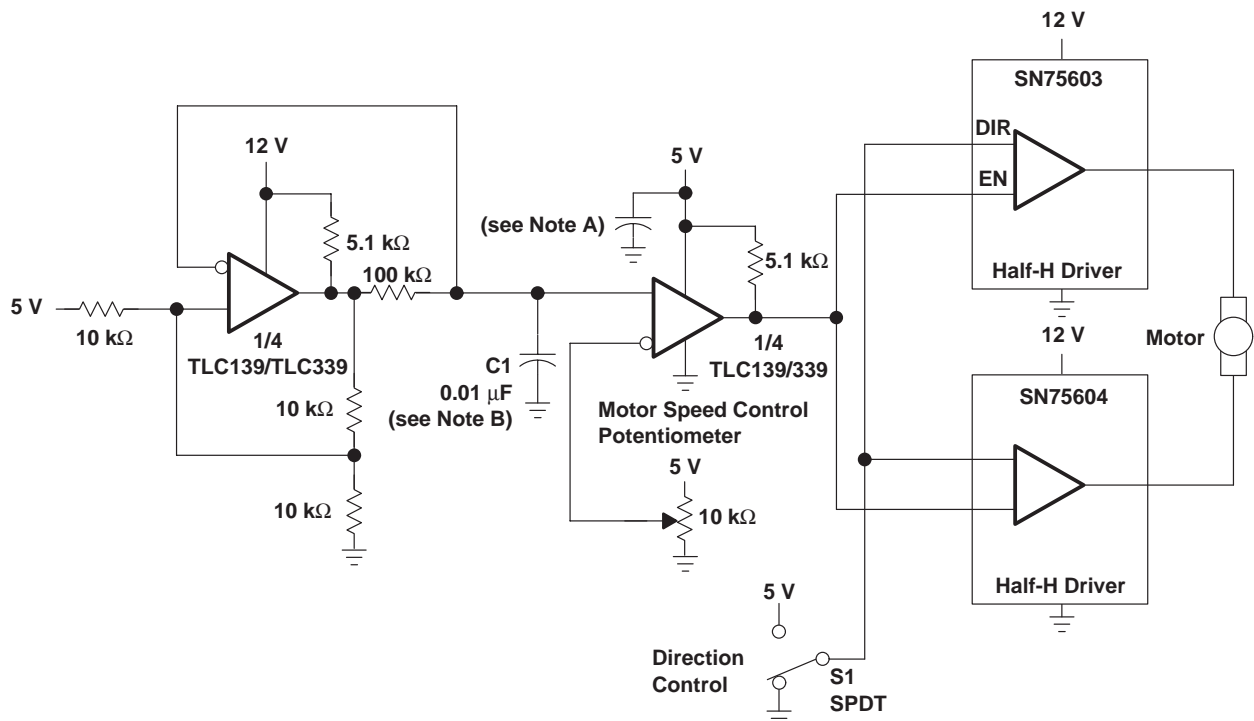 12 V
SN75603
DIR
EN
Half-H Driver
12 V
5.1 kΩ
100 kΩ
5 V
10 kΩ
1/4
TLC139/TLC339
10 kΩ
10 kΩ
5 V
(see Note A)
5.1 kΩ
1/4
TLC139/339
C1
0.01 μF
(see Note B)
Motor Speed Control
Potentiometer
5 V
10 kΩ
Motor
12 V
SN75604
Half-H Driver
5 V
Direction
Control
S1
SPDT